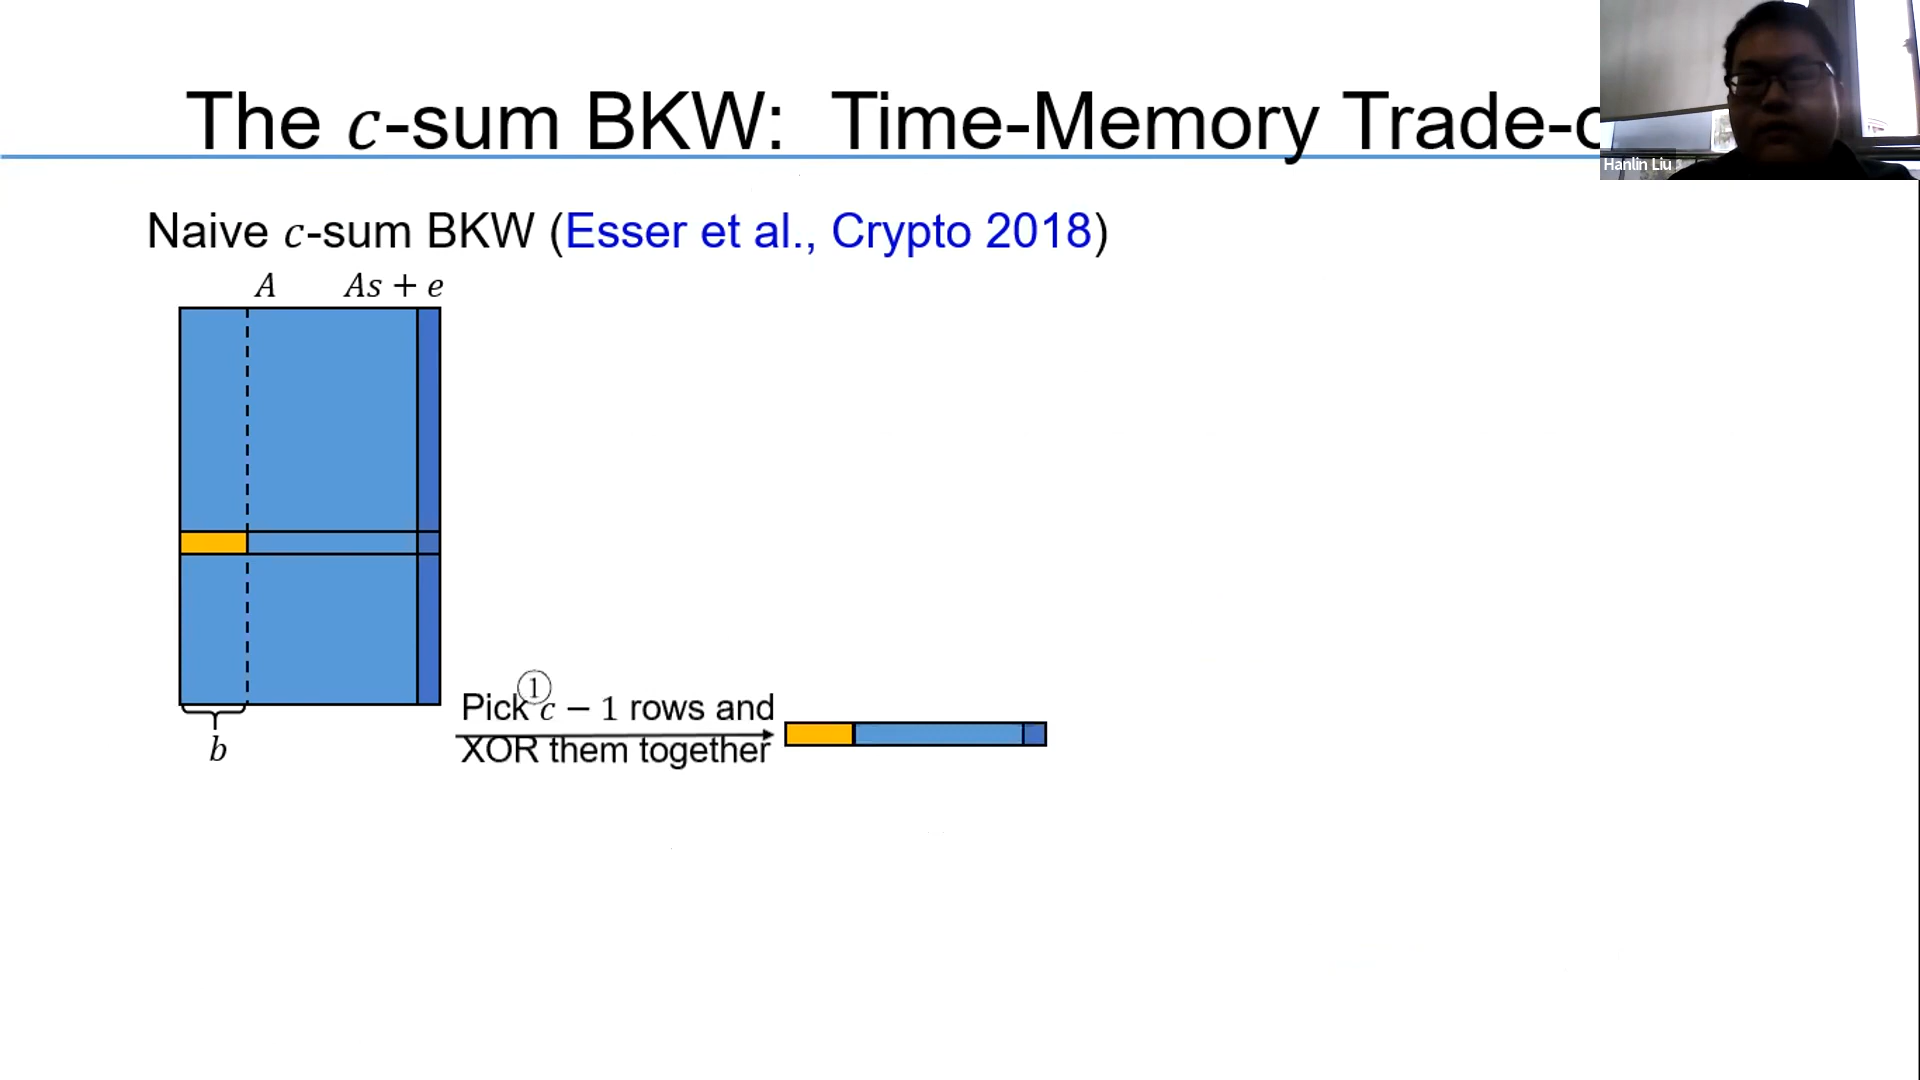 The c-sum BKW: Time-Memory Trade-
Hanlin Liu
Naive c-sum BKW (Esser et al., Crypto 2018)
A As + e
①
Pick c − 1 rows and
XOR them together
b